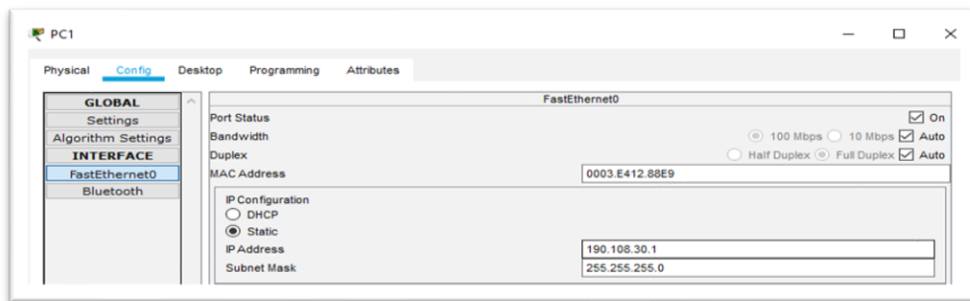 PC1
Physical Config Desktop Programming Attributes
GLOBAL
Settings
Algorithm Settings
INTERFACE
FastEthernet0
Bluetooth
FastEthernet0
Port Status On
Bandwidth 100 Mbps 10 Mbps Auto
Duplex Half Duplex Full Duplex Auto
MAC Address 0003.E412.88E9
IP Configuration
DHCP
Static
IP Address 190.108.30.1
Subnet Mask 255.255.255.0